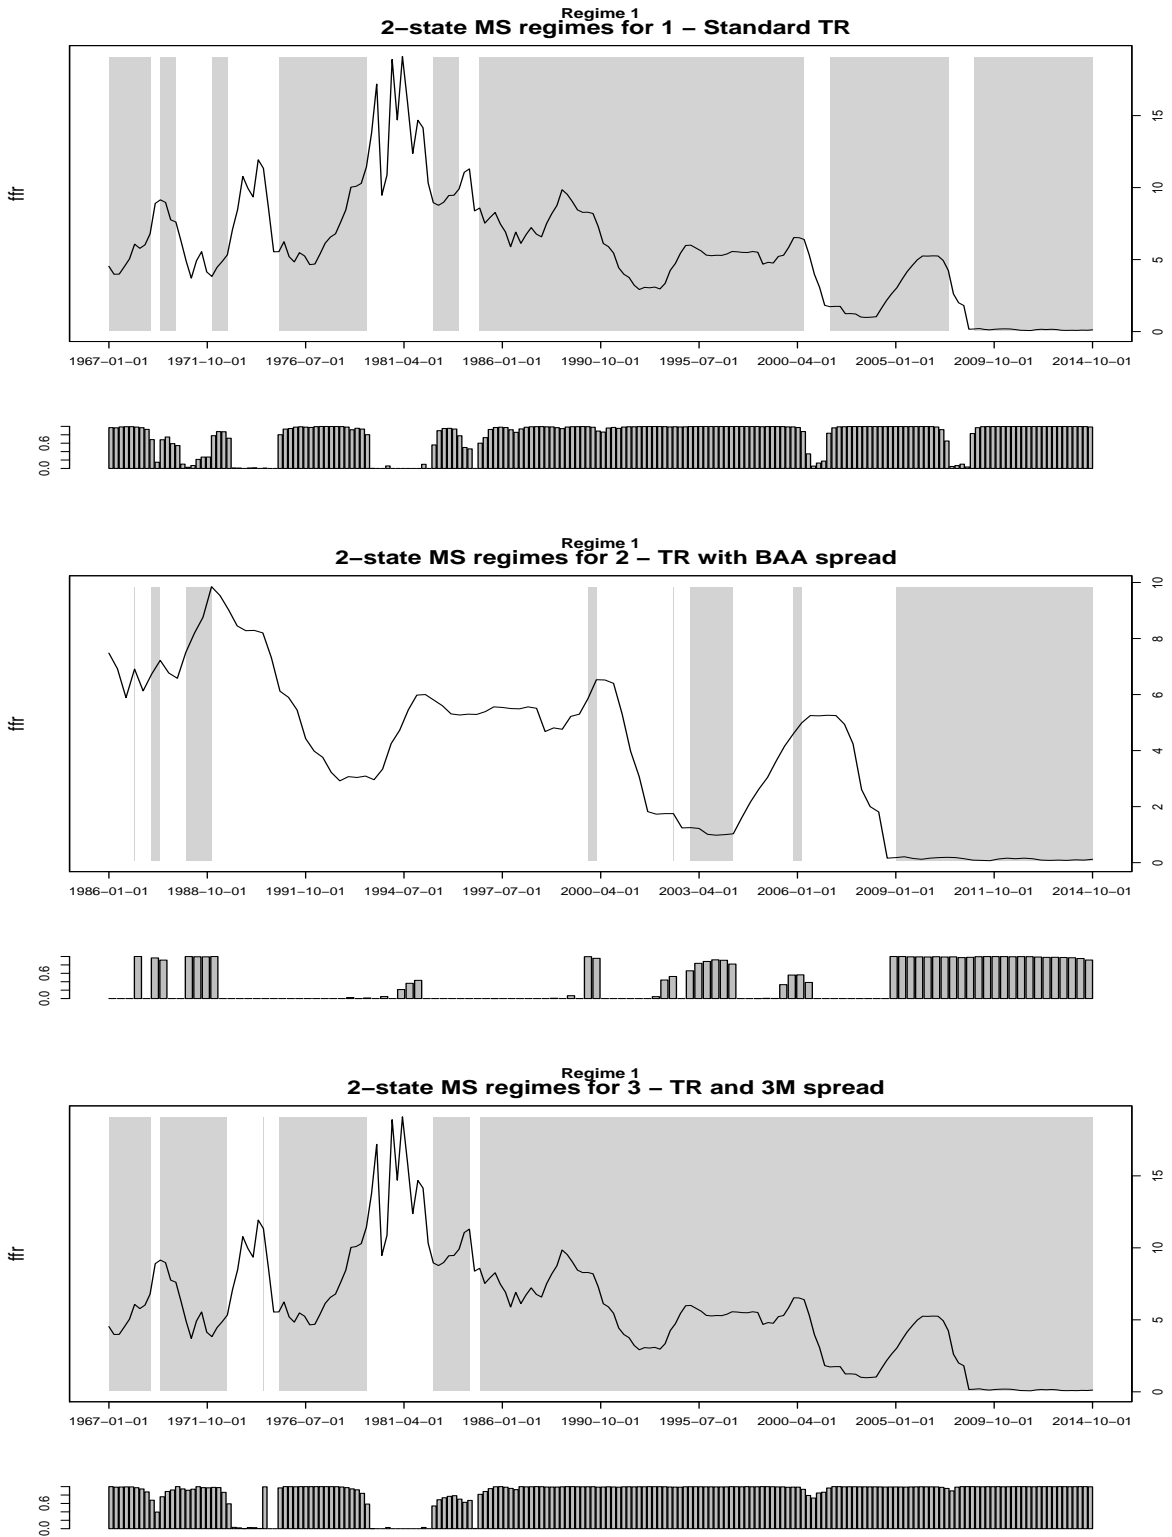 Regime 1
2−state MS regimes for 1 − Standard TR
ffr
0 5 10 15
1967−01−01 1971−10−01 1976−07−01 1981−04−01 1986−01−01 1990−10−01 1995−07−01 2000−04−01 2005−01−01 2009−10−01 2014−10−01
0.0 0.6
Regime 1
2−state MS regimes for 2 − TR with BAA spread
ffr
0 2 4 6 8 10
1986−01−01 1988−10−01 1991−10−01 1994−07−01 1997−07−01 2000−04−01 2003−04−01 2006−01−01 2009−01−01 2011−10−01 2014−10−01
0.0 0.6
Regime 1
2−state MS regimes for 3 − TR and 3M spread
ffr
0 5 10 15
1967−01−01 1971−10−01 1976−07−01 1981−04−01 1986−01−01 1990−10−01 1995−07−01 2000−04−01 2005−01−01 2009−10−01 2014−10−01
0.0 0.6